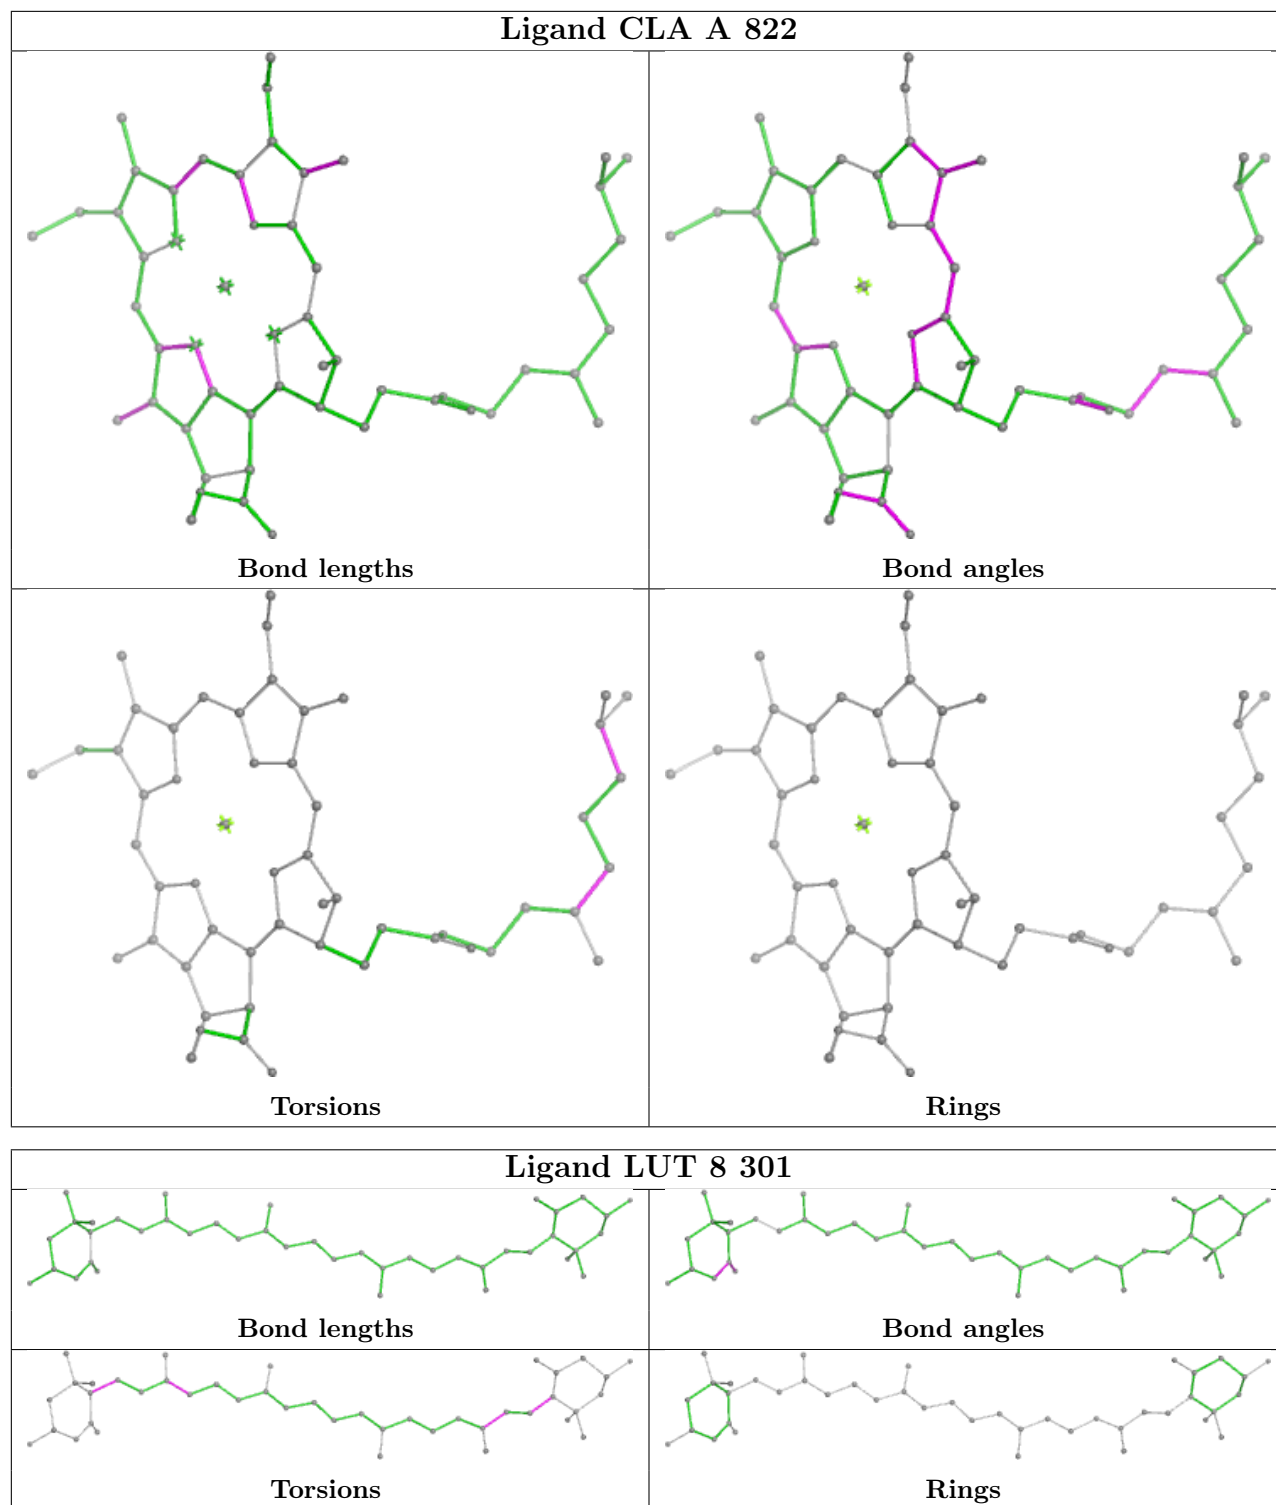 Ligand CLA A 822
Bond lengths
Bond angles
Torsions
Rings
Ligand LUT 8 301
Bond lengths
Bond angles
Torsions
Rings